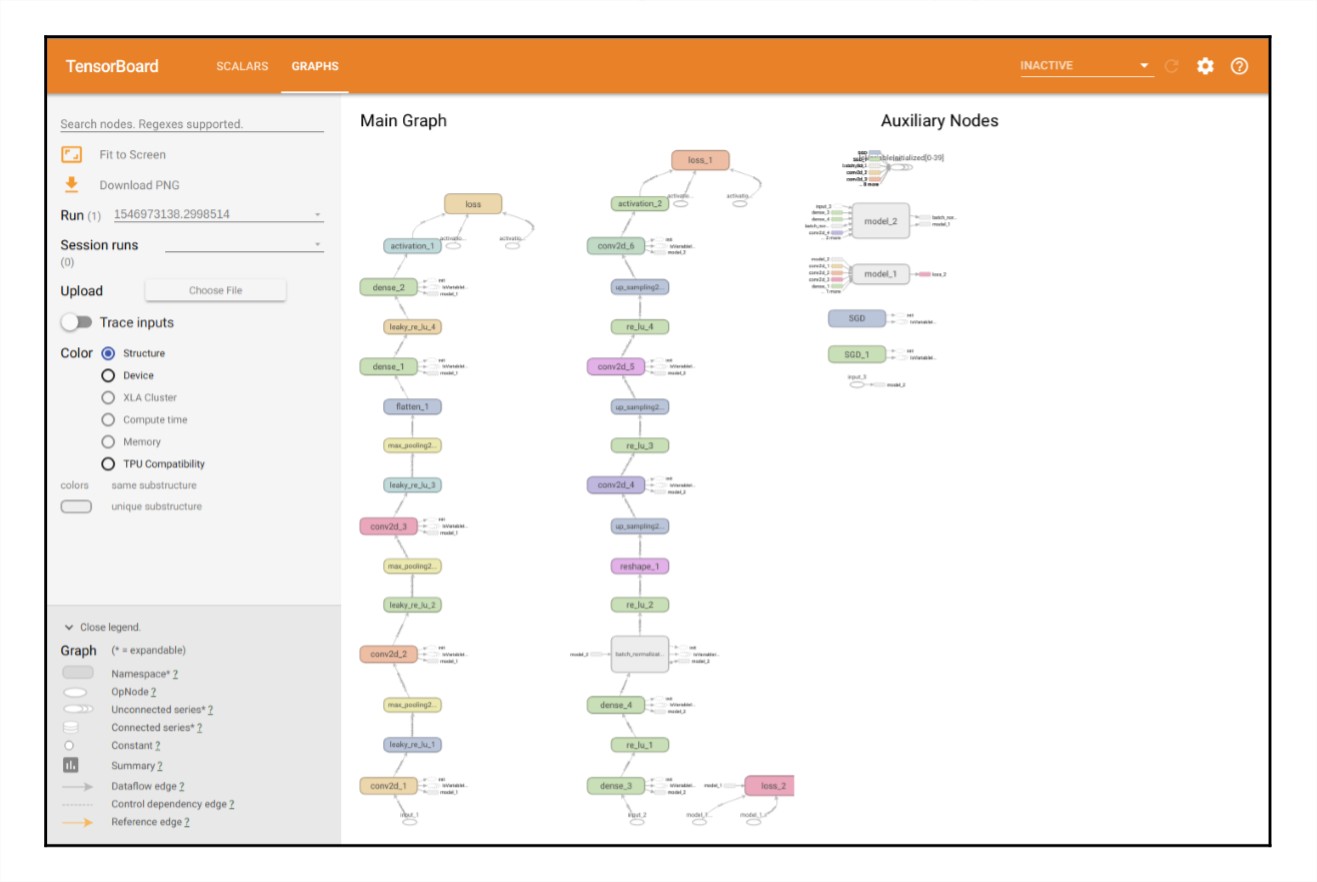 TensorBoard SCALARS GRAPHS INACTIVE
Search nodes. Regexes supported.
Fit to Screen
Download PNG
Run (1) 1546973138.2998514
Session runs
(0)
Upload Choose File
Trace inputs
Color Structure
Device
XLA Cluster
Compute time
Memory
TPU Compatibility
colors same substructure
unique substructure
Close legend.
Graph (* = expandable)
Namespace* ?
OpNode ?
Unconnected series* ?
Connected series* ?
Constant ?
Summary ?
Dataflow edge ?
Control dependency edge ?
Reference edge ?
Main Graph
loss
activation_1
dense_2
leaky_re_lu_4
dense_1
flatten_1
max_pooling2...
leaky_re_lu_3
conv2d_3
max_pooling2...
leaky_re_lu_2
conv2d_2
max_pooling2...
leaky_re_lu_1
conv2d_1
input_1
loss_1
activation_2
conv2d_6
up_sampling2...
re_lu_4
conv2d_5
up_sampling2...
re_lu_3
conv2d_4
up_sampling2...
reshape_1
re_lu_2
model_2 batch_normalizat...
dense_4
re_lu_1
dense_3
input_2
model_1 loss_2
model_1... model_1...
Auxiliary Nodes
model_2
model_1 loss_2
SGD
SGD_1
input_3
model_2